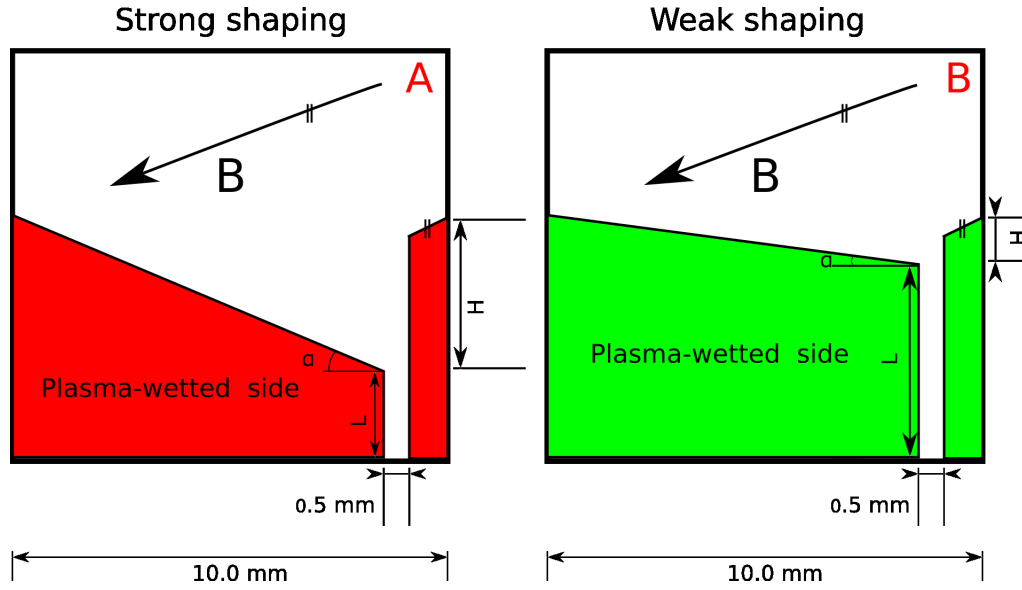 Strong shaping
Weak shaping
A
B
B
B
H
H
α
α
L
L
Plasma-wetted side
Plasma-wetted side
0.5 mm
0.5 mm
10.0 mm
10.0 mm